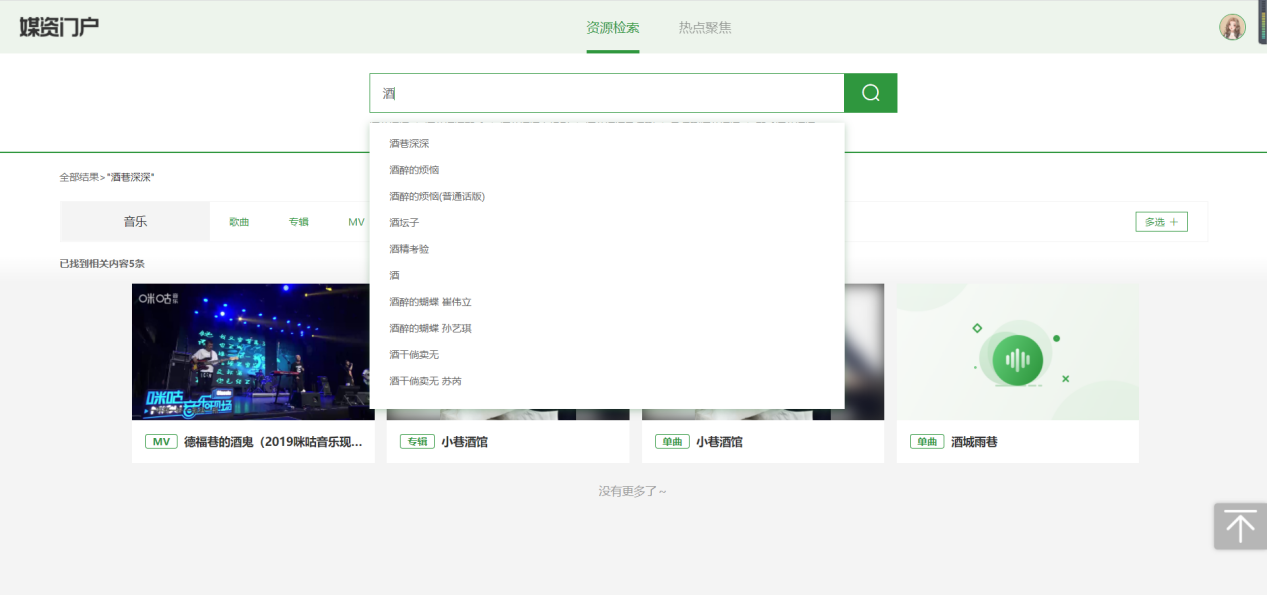 媒资门户
资源检索 热点聚焦
酒
酒巷深深
酒醉的烦恼
酒醉的烦恼(普通话版)
酒坛子
酒精考验
酒
酒醉的蝴蝶 崔伟立
酒醉的蝴蝶 孙艺琪
酒干倘卖无
酒干倘卖无 苏芮
全部结果>"酒巷深深"
音乐 歌曲 专辑 MV 多选 +
已找到相关内容5条
咪咕音乐现场
MV 德福巷的酒鬼（2019咪咕音乐现...
专辑 小巷酒馆
单曲 小巷酒馆
单曲 酒城雨巷
没有更多了~